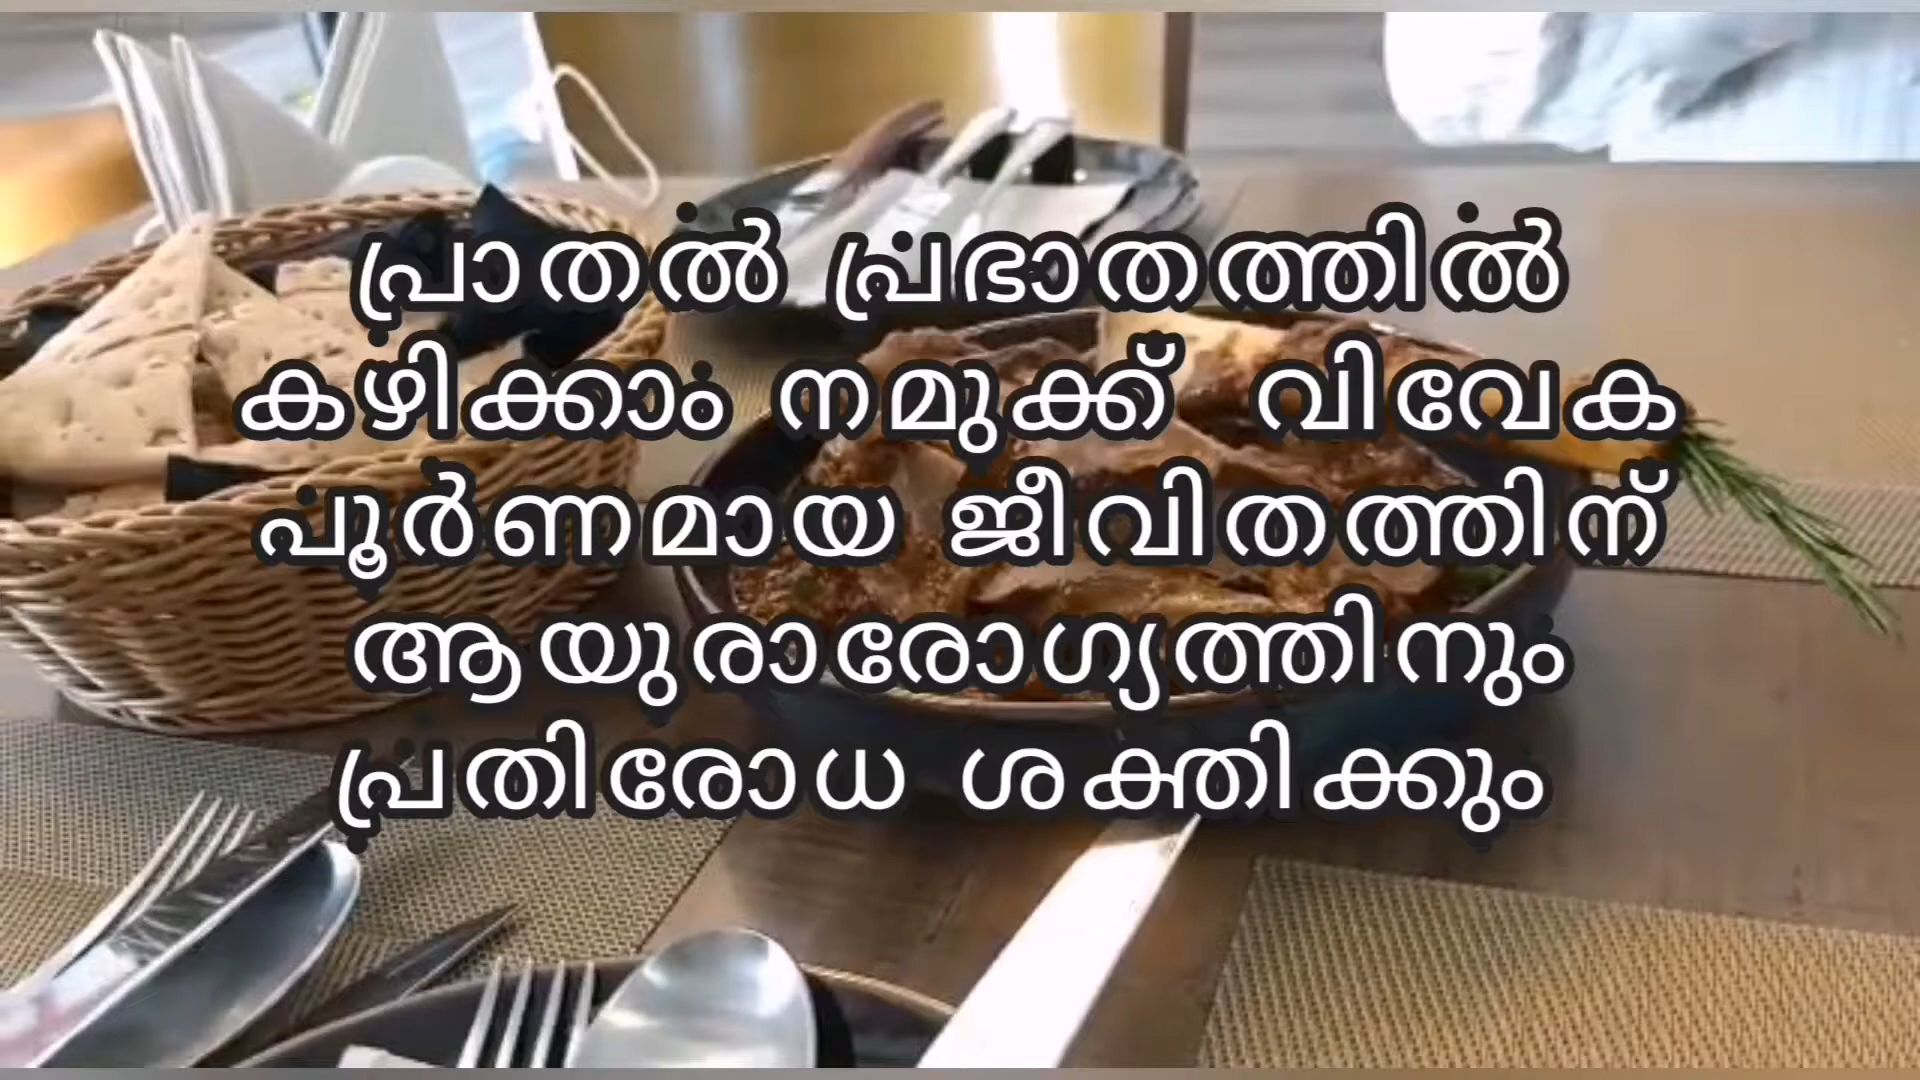 പ്രാതൽ പ്രഭാതത്തിൽ
കഴിക്കാം നമുക്ക് വിവേക
പൂർണമായ ജീവിതത്തിന്
ആയുരാരോഗ്യത്തിനും
പ്രതിരോധ ശക്തിക്കും